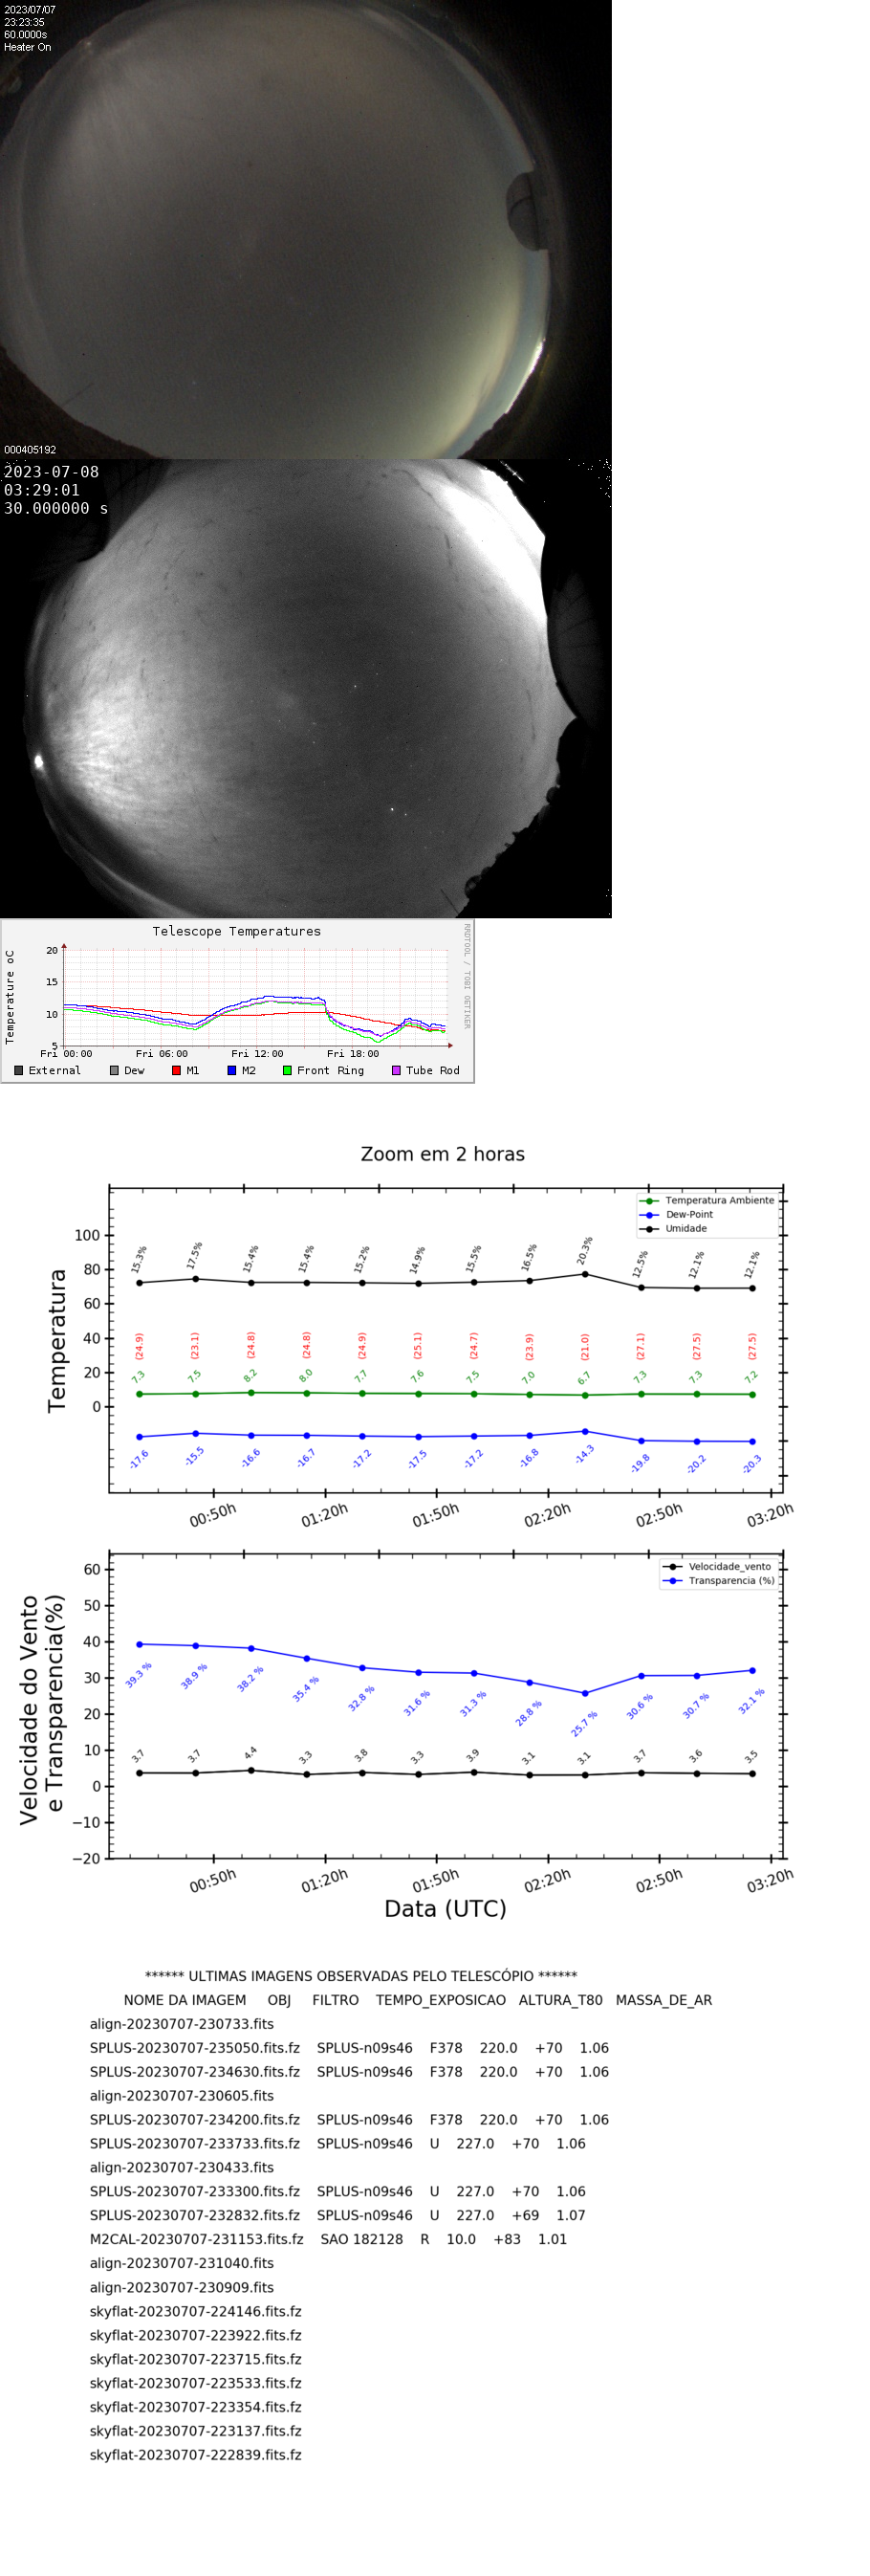 2023/07/07
23:23:35
60.0000s
Heater On
000405192
2023-07-08
03:29:01
30.000000 s
Telescope Temperatures
RRDTOOL / TOBI OETIKER
Temperature oC
20
15
10
5
Fri 00:00 Fri 06:00 Fri 12:00 Fri 18:00
External Dew M1 M2 Front Ring Tube Rod
Zoom em 2 horas
Temperatura Ambiente
Dew-Point
Umidade
Temperatura
100
80
60
40
20
0
15.3% 17.5% 15.4% 15.4% 15.2% 14.9% 15.5% 16.5% 20.3% 12.5% 12.1% 12.1%
(24.9) (23.1) (24.8) (24.8) (24.9) (25.1) (24.7) (23.9) (21.0) (27.1) (27.5) (27.5)
7.3 7.5 8.2 8.0 7.7 7.6 7.5 7.0 6.7 7.3 7.3 7.2
-17.6 -15.5 -16.6 -16.7 -17.2 -17.5 -17.2 -16.8 -14.3 -19.8 -20.2 -20.3
00:50h 01:20h 01:50h 02:20h 02:50h 03:20h
Velocidade_vento
Transparencia (%)
Velocidade do Vento
e Transparencia(%)
60
50
40
30
20
10
0
−10
−20
39.3 % 38.9 % 38.2 % 35.4 % 32.8 % 31.6 % 31.3 % 28.8 % 25.7 % 30.6 % 30.7 % 32.1 %
3.7 3.7 4.4 3.3 3.8 3.3 3.9 3.1 3.1 3.7 3.6 3.5
00:50h 01:20h 01:50h 02:20h 02:50h 03:20h
Data (UTC)
****** ULTIMAS IMAGENS OBSERVADAS PELO TELESCÓPIO ******
NOME DA IMAGEM OBJ FILTRO TEMPO_EXPOSICAO ALTURA_T80 MASSA_DE_AR
align-20230707-230733.fits
SPLUS-20230707-235050.fits.fz SPLUS-n09s46 F378 220.0 +70 1.06
SPLUS-20230707-234630.fits.fz SPLUS-n09s46 F378 220.0 +70 1.06
align-20230707-230605.fits
SPLUS-20230707-234200.fits.fz SPLUS-n09s46 F378 220.0 +70 1.06
SPLUS-20230707-233733.fits.fz SPLUS-n09s46 U 227.0 +70 1.06
align-20230707-230433.fits
SPLUS-20230707-233300.fits.fz SPLUS-n09s46 U 227.0 +70 1.06
SPLUS-20230707-232832.fits.fz SPLUS-n09s46 U 227.0 +69 1.07
M2CAL-20230707-231153.fits.fz SAO 182128 R 10.0 +83 1.01
align-20230707-231040.fits
align-20230707-230909.fits
skyflat-20230707-224146.fits.fz
skyflat-20230707-223922.fits.fz
skyflat-20230707-223715.fits.fz
skyflat-20230707-223533.fits.fz
skyflat-20230707-223354.fits.fz
skyflat-20230707-223137.fits.fz
skyflat-20230707-222839.fits.fz